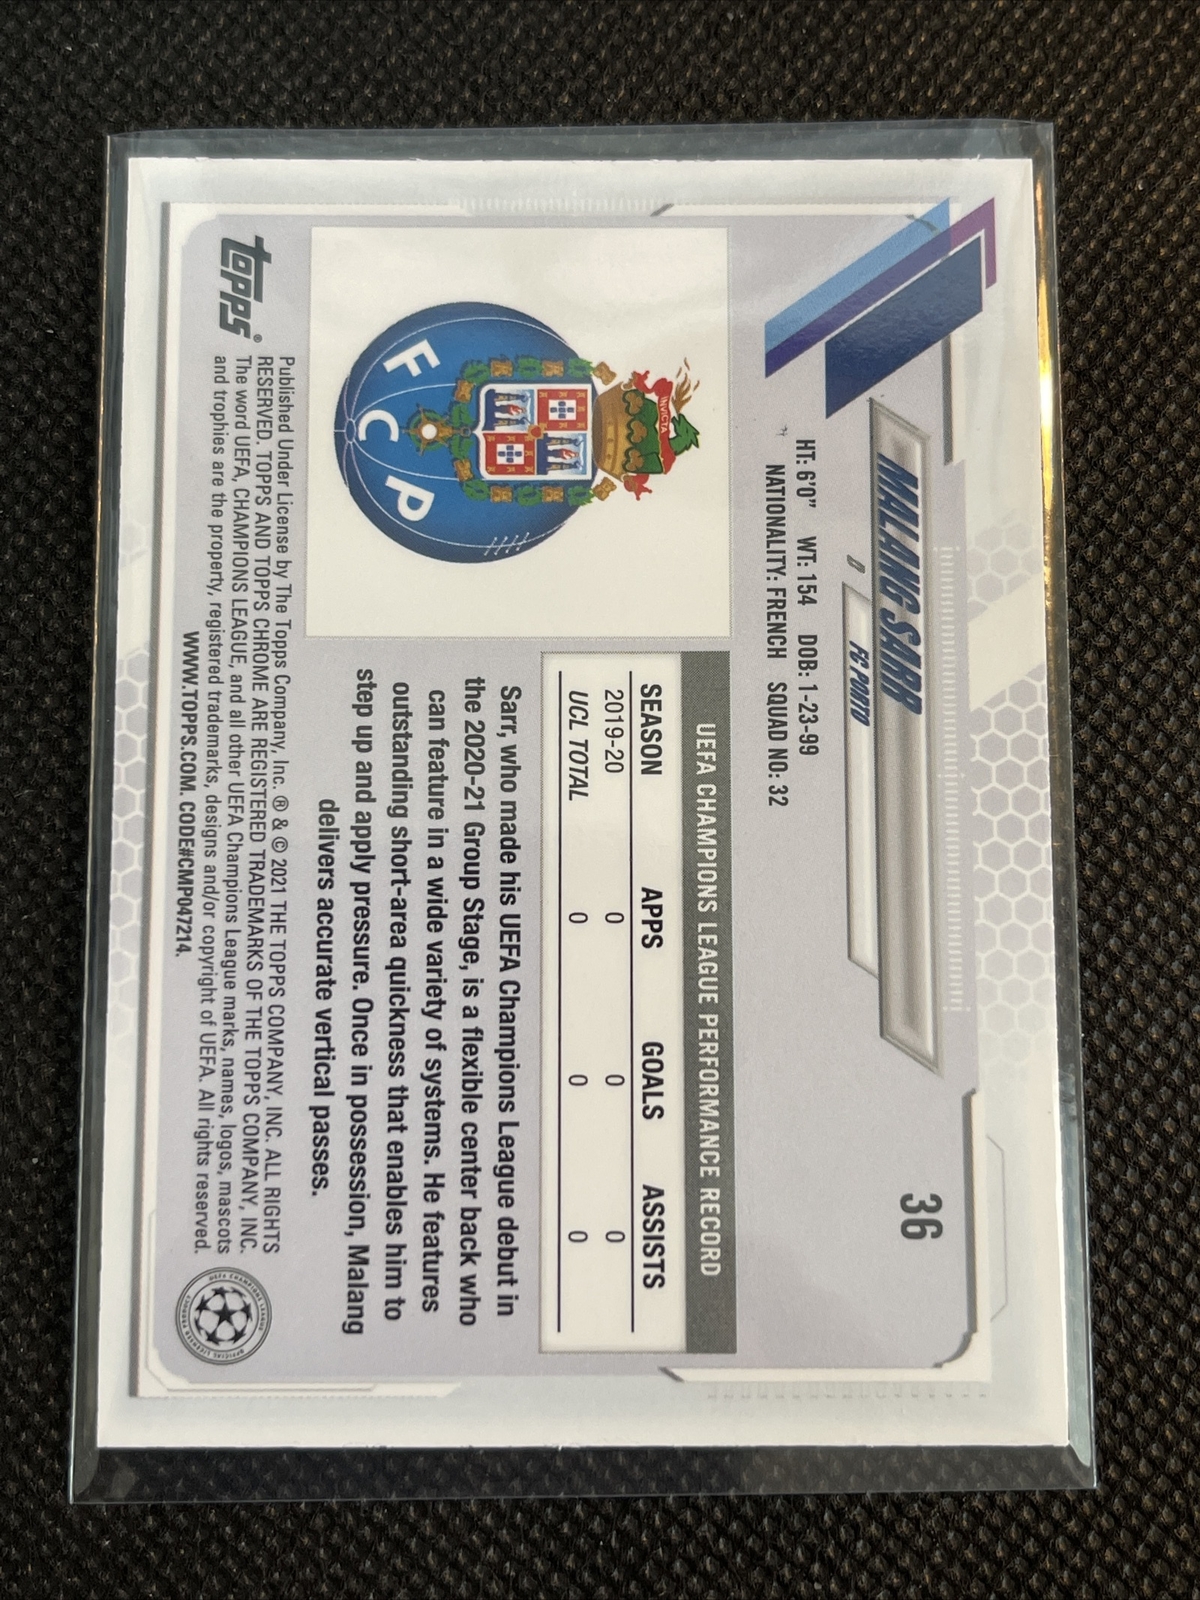 36
MALANG SARR
D FC PORTO
HT: 6'0" WT: 154 DOB: 1-23-99
NATIONALITY: FRENCH SQUAD NO: 32
INVICTA
F C P
UEFA CHAMPIONS LEAGUE PERFORMANCE RECORD
SEASON APPS GOALS ASSISTS
2019-20 0 0 0
UCL TOTAL 0 0 0
Sarr, who made his UEFA Champions League debut in
the 2020-21 Group Stage, is a flexible center back who
can feature in a wide variety of systems. He features
outstanding short-area quickness that enables him to
step up and apply pressure. Once in possession, Malang
delivers accurate vertical passes.
topps®
Published Under License by The Topps Company, Inc. ® & © 2021 THE TOPPS COMPANY, INC. ALL RIGHTS
RESERVED. TOPPS AND TOPPS CHROME ARE REGISTERED TRADEMARKS OF THE TOPPS COMPANY, INC.
The word UEFA, CHAMPIONS LEAGUE, and all other UEFA Champions League marks, names, logos, mascots
and trophies are the property, registered trademarks, designs and/or copyright of UEFA. All rights reserved.
WWW.TOPPS.COM. CODE#CMP047214.
UEFA CHAMPIONS LEAGUE
OFFICIAL LICENSED PRODUCT